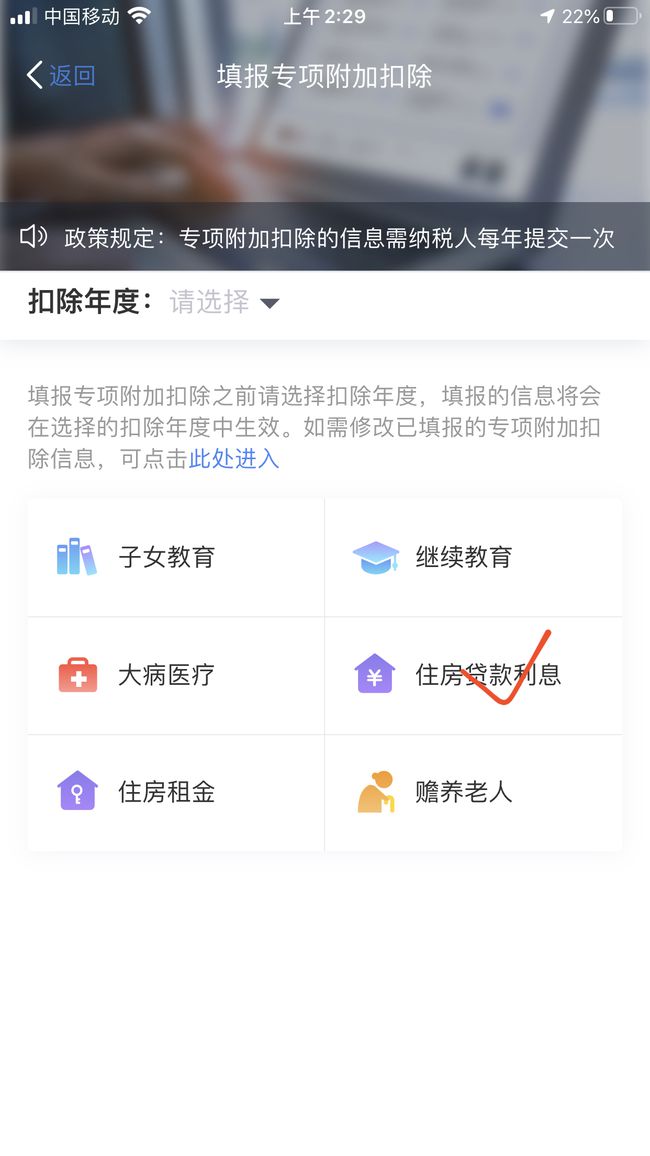 中国移动 上午2:29 22%
返回 填报专项附加扣除
政策规定：专项附加扣除的信息需纳税人每年提交一次
扣除年度： 请选择
填报专项附加扣除之前请选择扣除年度，填报的信息将会
在选择的扣除年度中生效。如需修改已填报的专项附加扣
除信息，可点击此处进入
子女教育 继续教育
大病医疗 住房贷款利息
住房租金 赡养老人